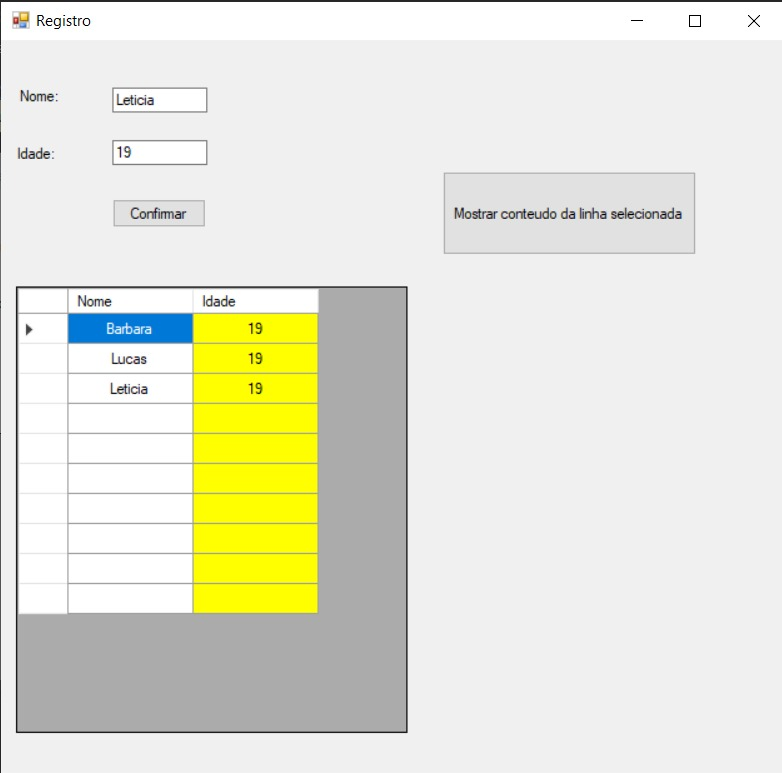 Registro
Nome:
Leticia
Idade:
19
Confirmar
Mostrar conteudo da linha selecionada
Nome Idade
Barbara 19
Lucas 19
Leticia 19